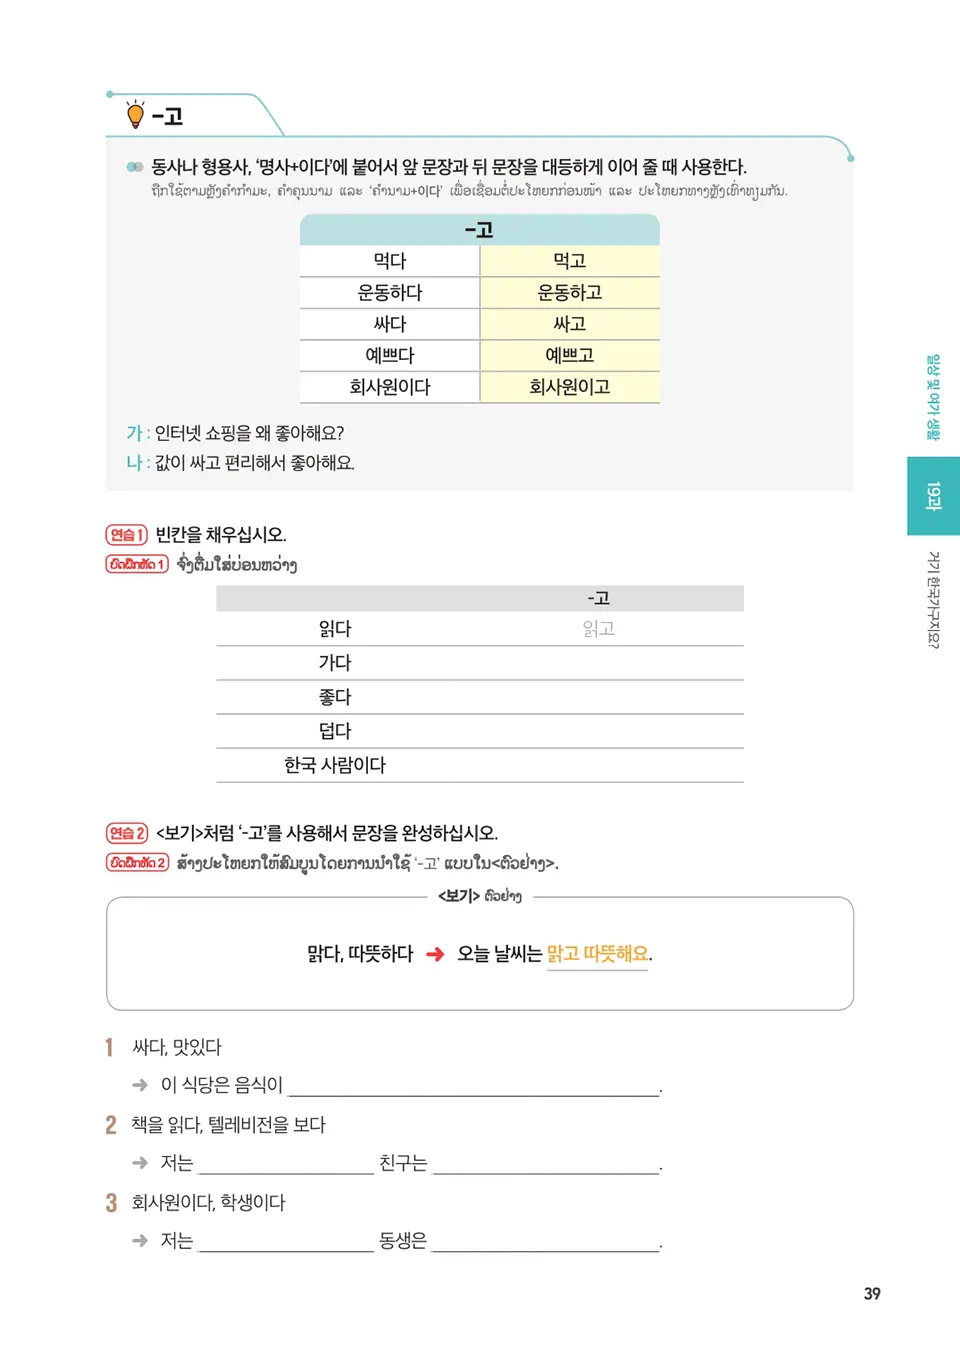 -고
동사나 형용사, ‘명사+이다’에 붙어서 앞 문장과 뒤 문장을 대등하게 이어 줄 때 사용한다.
ຖືກໃຊ້ຕາມຫຼັງຄຳກຳມະ, ຄຳຄຸນນາມ ແລະ ‘ຄຳນາມ+이다’ ເພື່ອເຊື່ອມຕໍ່ປະໂຫຍກກ່ອນໜ້າ ແລະ ປະໂຫຍກທາງຫຼັງເທົ່າທຽມກັນ.
-고
먹다 먹고
운동하다 운동하고
싸다 싸고
예쁘다 예쁘고
회사원이다 회사원이고
가 : 인터넷 쇼핑을 왜 좋아해요?
나 : 값이 싸고 편리해서 좋아해요.
연습 1 빈칸을 채우십시오.
ບົດຝຶກຫັດ 1 ຈົ່ງຕື່ມໃສ່ບ່ອນຫວ່າງ
-고
읽다 읽고
가다
좋다
덥다
한국 사람이다
연습 2 <보기>처럼 ‘-고’를 사용해서 문장을 완성하십시오.
ບົດຝຶກຫັດ 2 ສ້າງປະໂຫຍກໃຫ້ສົມບູນໂດຍການນຳໃຊ້ ‘-고’ ແບບໃນ<ຕົວຢ່າງ>.
<보기> ຕົວຢ່າງ
맑다, 따뜻하다 ➜ 오늘 날씨는 맑고 따뜻해요.
1 싸다, 맛있다
➜ 이 식당은 음식이 ______.
2 책을 읽다, 텔레비전을 보다
➜ 저는 ______ 친구는 ______.
3 회사원이다, 학생이다
➜ 저는 ______ 동생은 ______.
일상 및 여가 생활
19과
거기 한국가구지요?
39